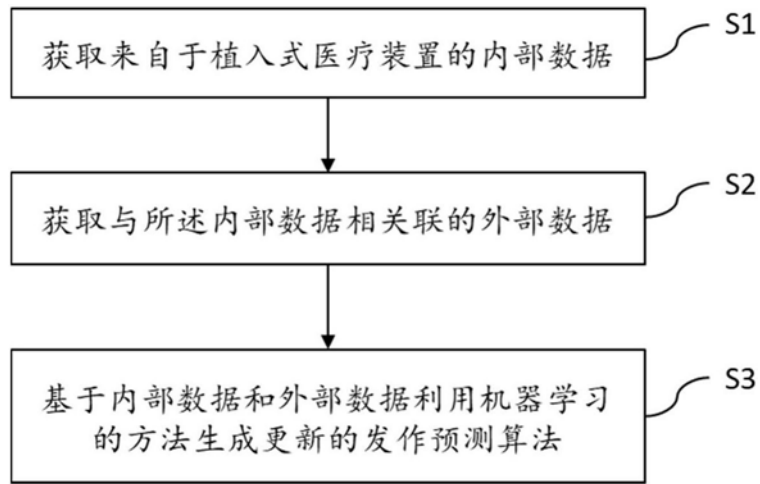 获取来自于植入式医疗装置的内部数据
S1
获取与所述内部数据相关联的外部数据
S2
基于内部数据和外部数据利用机器学习
的方法生成更新的发作预测算法
S3